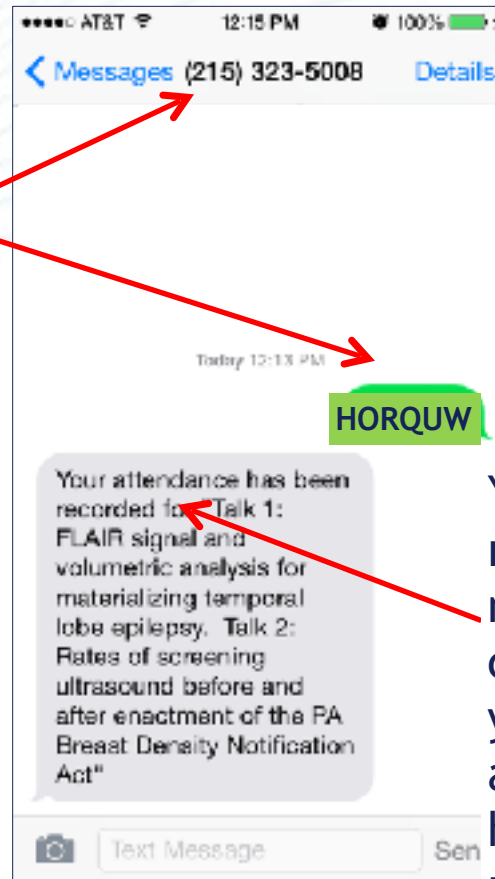 AT&T 12:15 PM 100%
Messages (215) 323-5008 Details
Today 12:13 PM
HORQUW
Your attendance has been
recorded for "Talk 1:
FLAIR signal and
volumetric analysis for
materializing temporal
lobe epilepsy. Talk 2:
Rates of screening
ultrasound before and
after enactment of the PA
Breast Density Notification
Act"
Text Message